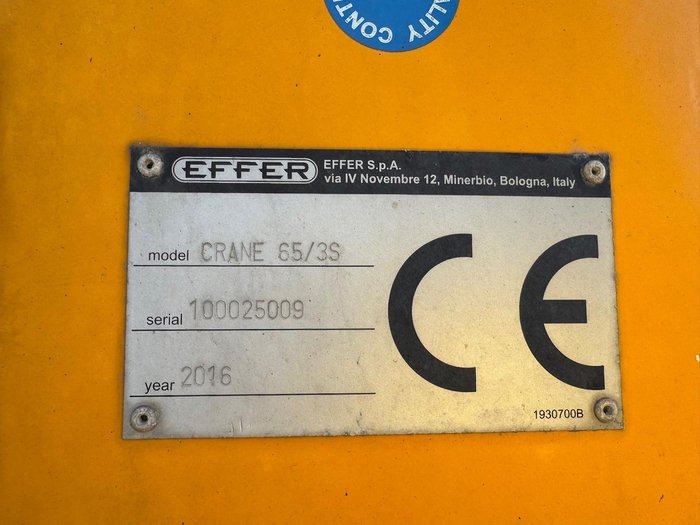 ALITY CONT
EFFER
EFFER S.p.A.
via IV Novembre 12, Minerbio, Bologna, Italy
model CRANE 65/3S
serial 100025009
year 2016
CE
1930700B